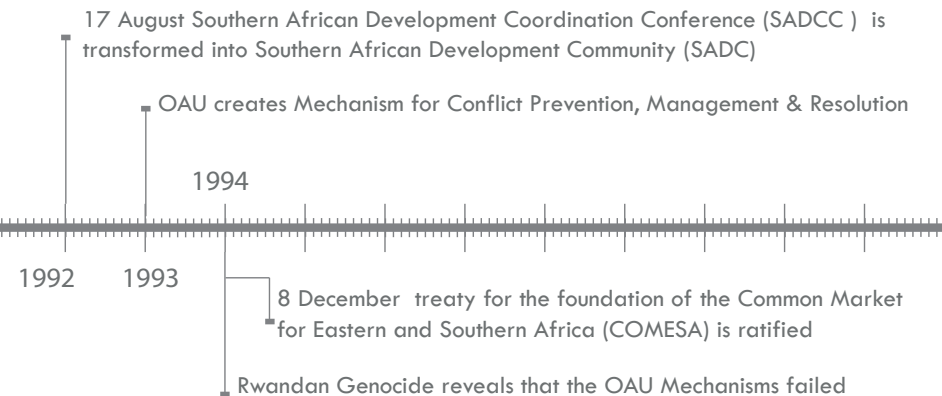 17 August Southern African Development Coordination Conference (SADCC ) is
transformed into Southern African Development Community (SADC)
OAU creates Mechanism for Conflict Prevention, Management & Resolution
1994
1992
1993
8 December treaty for the foundation of the Common Market
for Eastern and Southern Africa (COMESA) is ratified
Rwandan Genocide reveals that the OAU Mechanisms failed